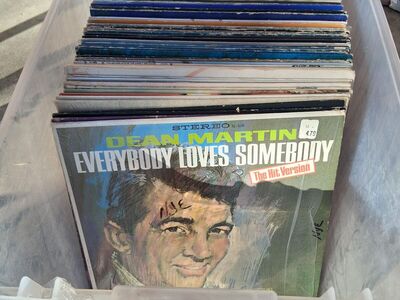 STEREO
DEAN MARTIN
EVERYBODY LOVES SOMEBODY
The Hit Version